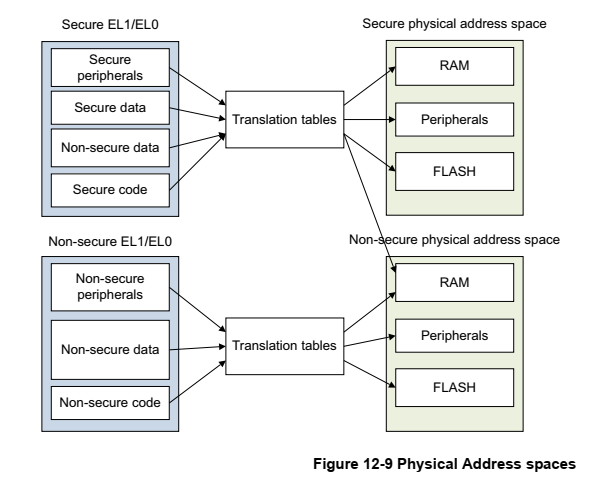 Secure EL1/EL0
Secure physical address space
Secure
peripherals
Secure data
Non-secure data
Secure code
Translation tables
RAM
Peripherals
FLASH
Non-secure EL1/EL0
Non-secure physical address space
Non-secure
peripherals
Non-secure data
Non-secure code
Translation tables
RAM
Peripherals
FLASH
Figure 12-9 Physical Address spaces